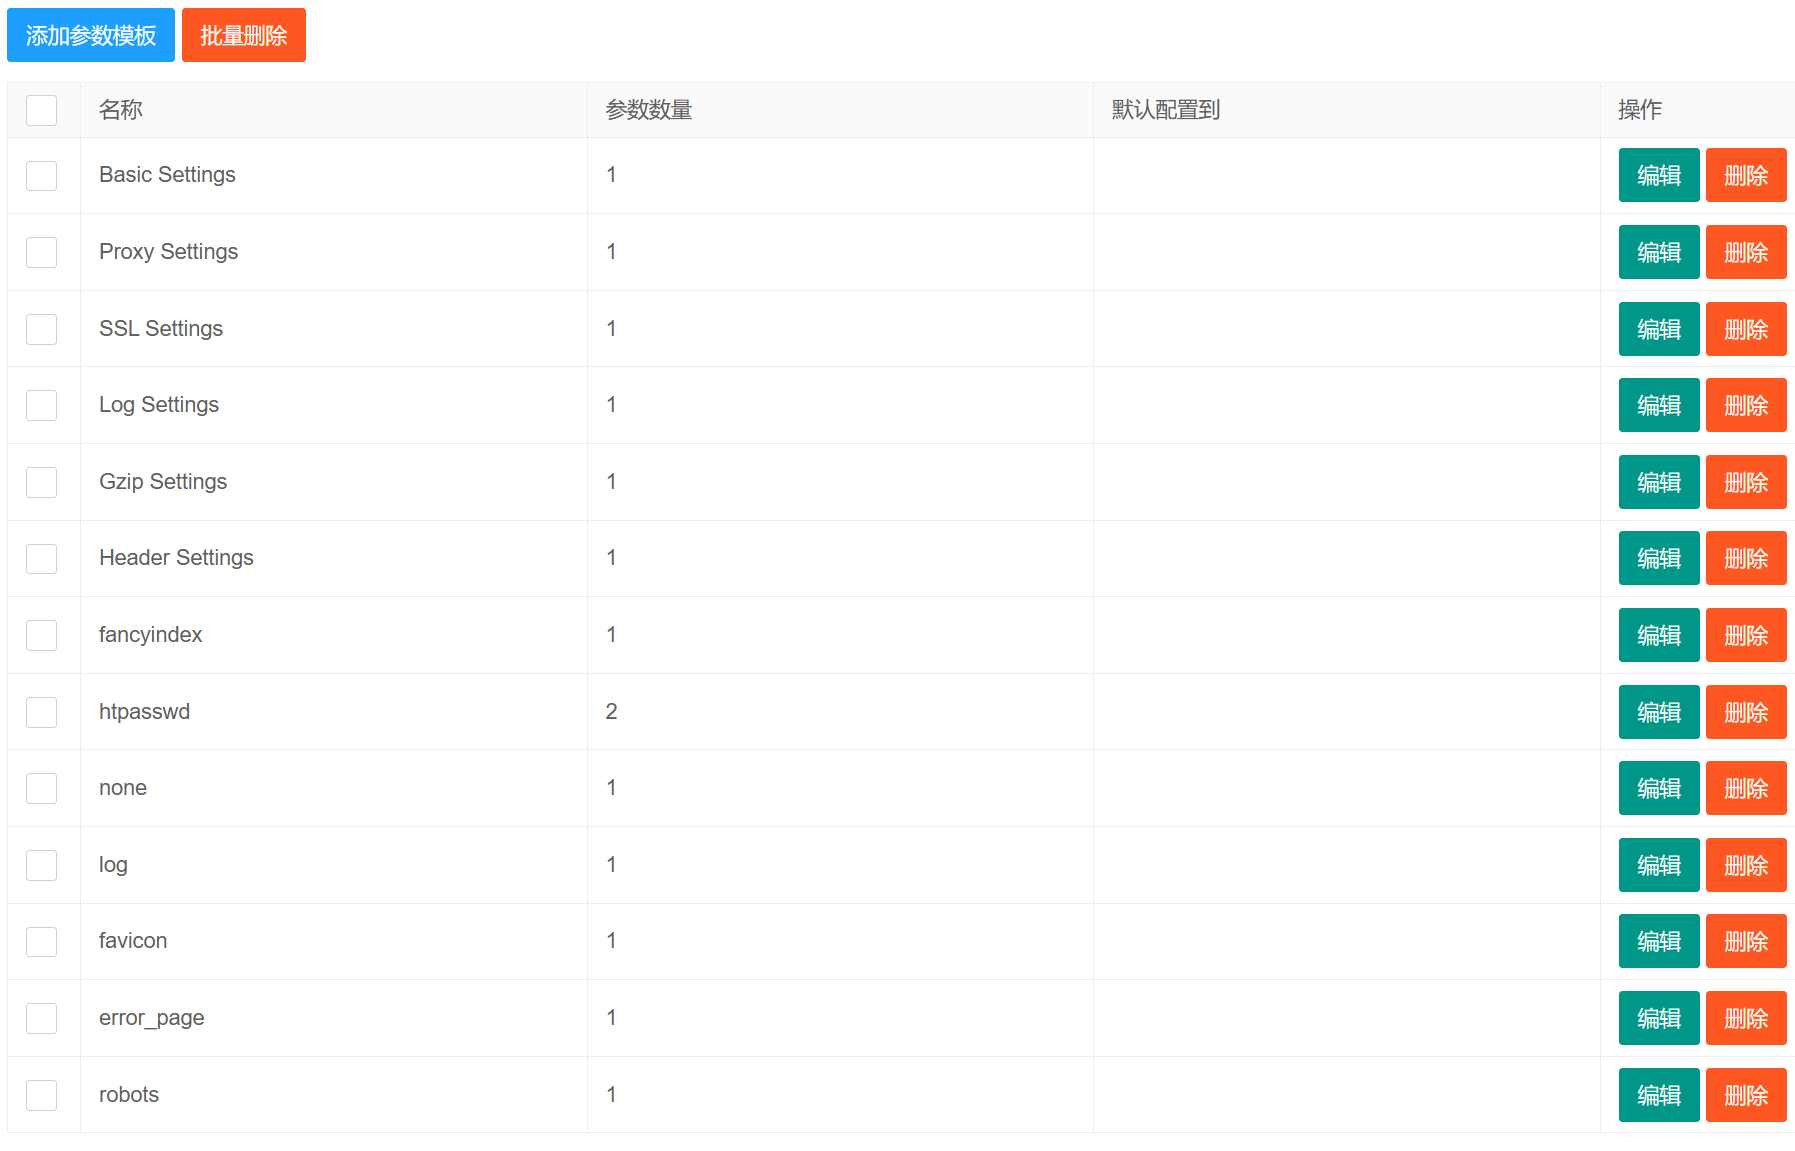 添加参数模板 批量删除
名称 参数数量 默认配置到 操作
Basic Settings 1 编辑 删除
Proxy Settings 1 编辑 删除
SSL Settings 1 编辑 删除
Log Settings 1 编辑 删除
Gzip Settings 1 编辑 删除
Header Settings 1 编辑 删除
fancyindex 1 编辑 删除
htpasswd 2 编辑 删除
none 1 编辑 删除
log 1 编辑 删除
favicon 1 编辑 删除
error_page 1 编辑 删除
robots 1 编辑 删除